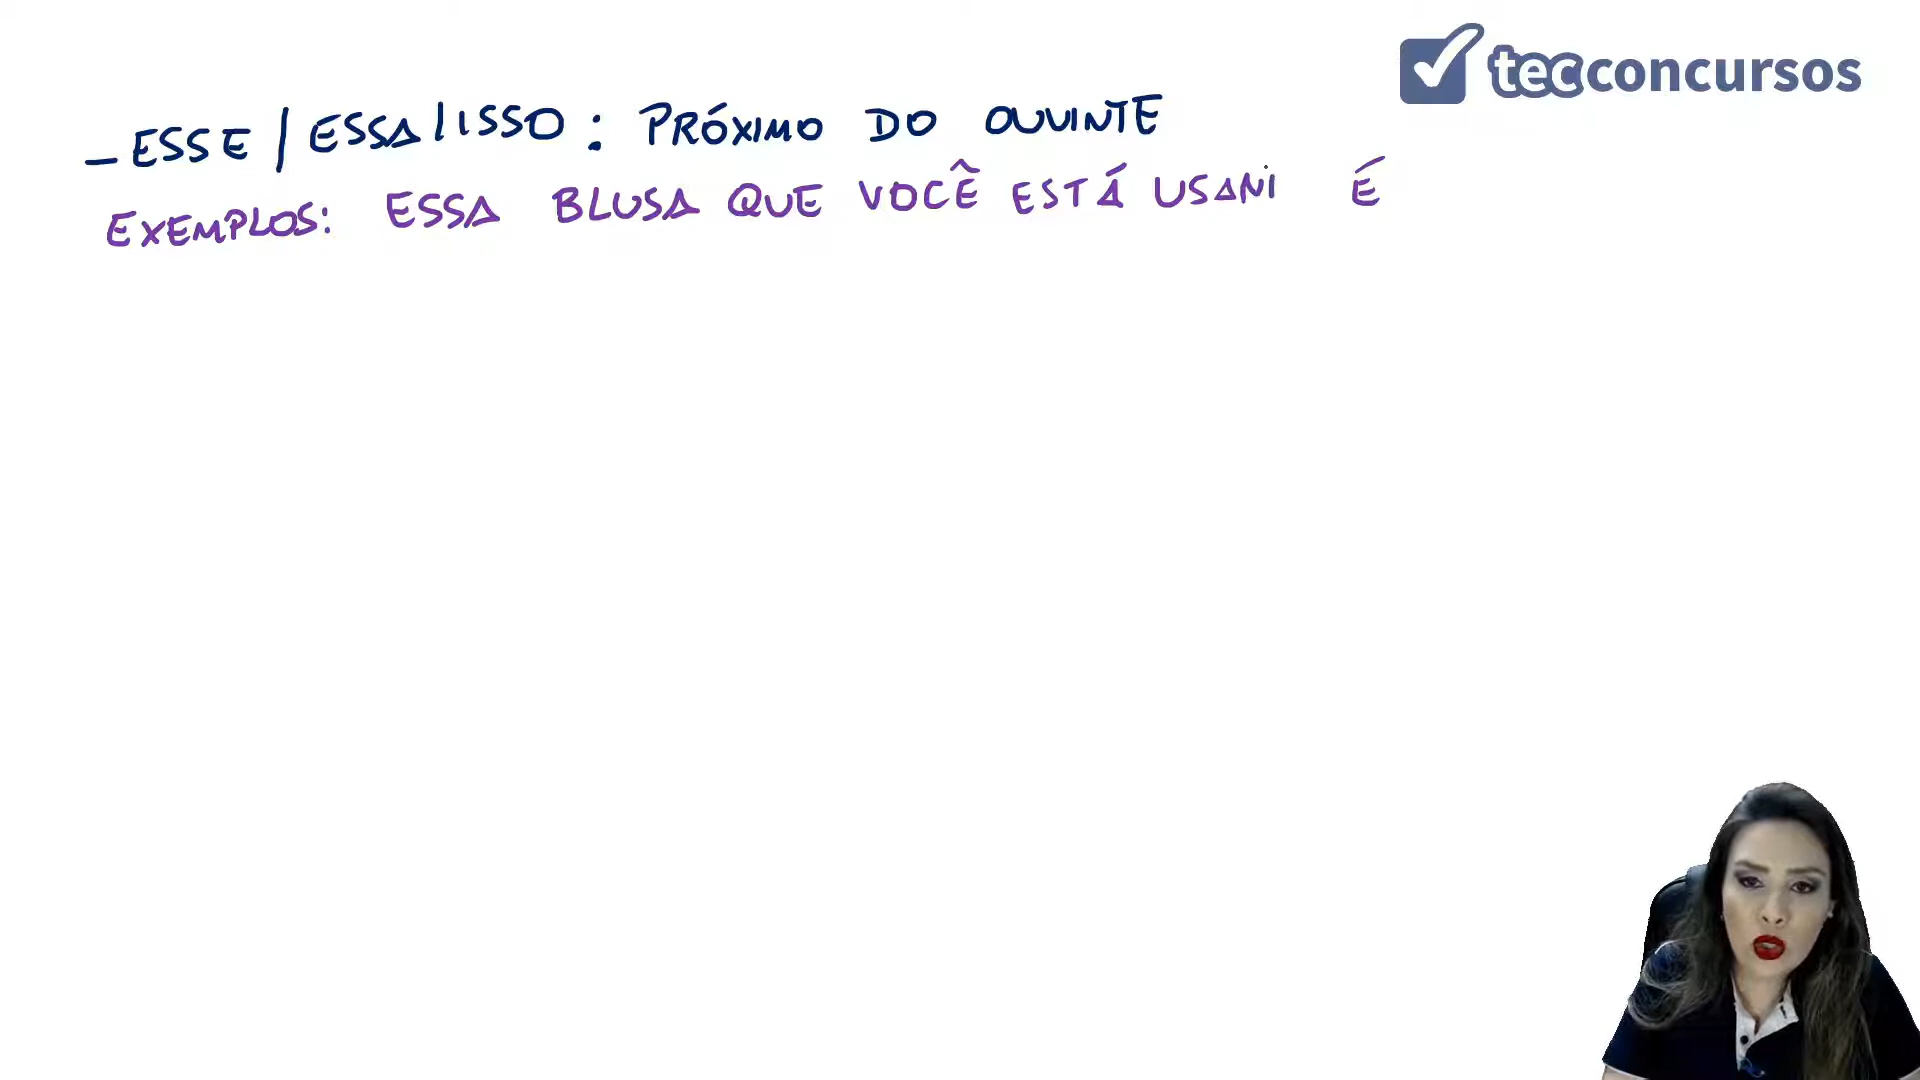 tecconcursos
_ ESSE / ESSA / ISSO : PRÓXIMO DO OUVINTE
EXEMPLOS: ESSA BLUSA QUE VOCÊ ESTÁ USANI É